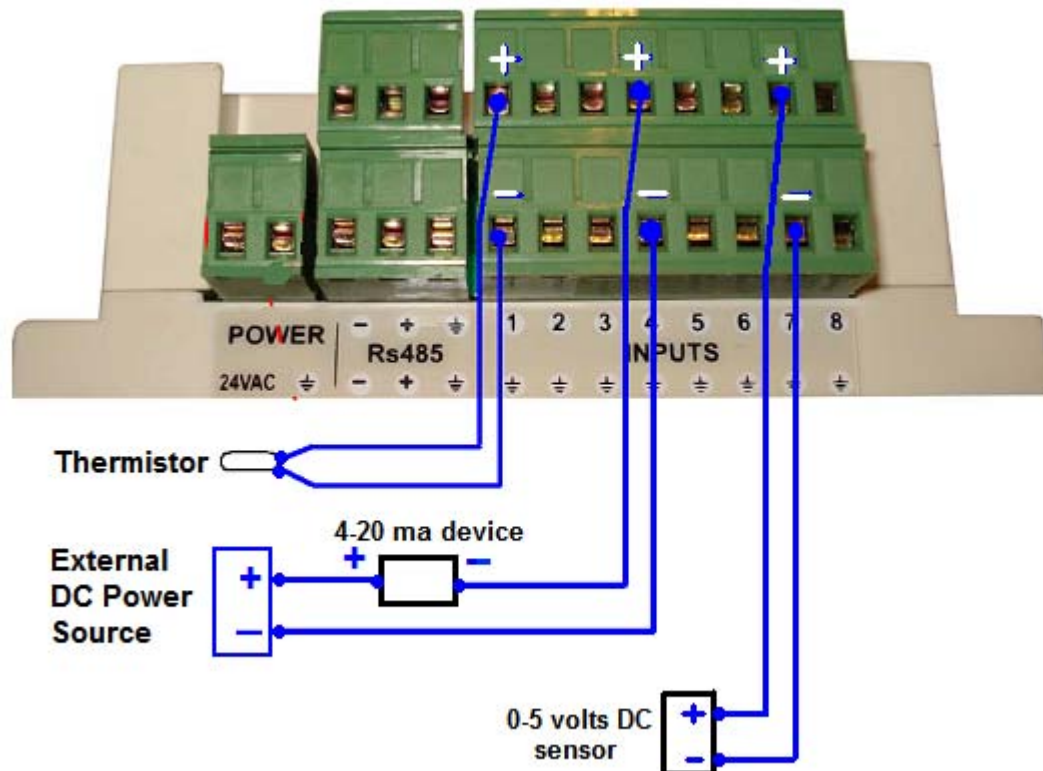 + + +
− − −
− + ⏚ 1 2 3 4 5 6 7 8
POWER Rs485 INPUTS
24VAC ⏚ − + ⏚ ⏚ ⏚ ⏚ ⏚ ⏚ ⏚ ⏚ ⏚
Thermistor
4-20 ma device
+ −
External
DC Power
Source
+
−
0-5 volts DC
sensor
+
-